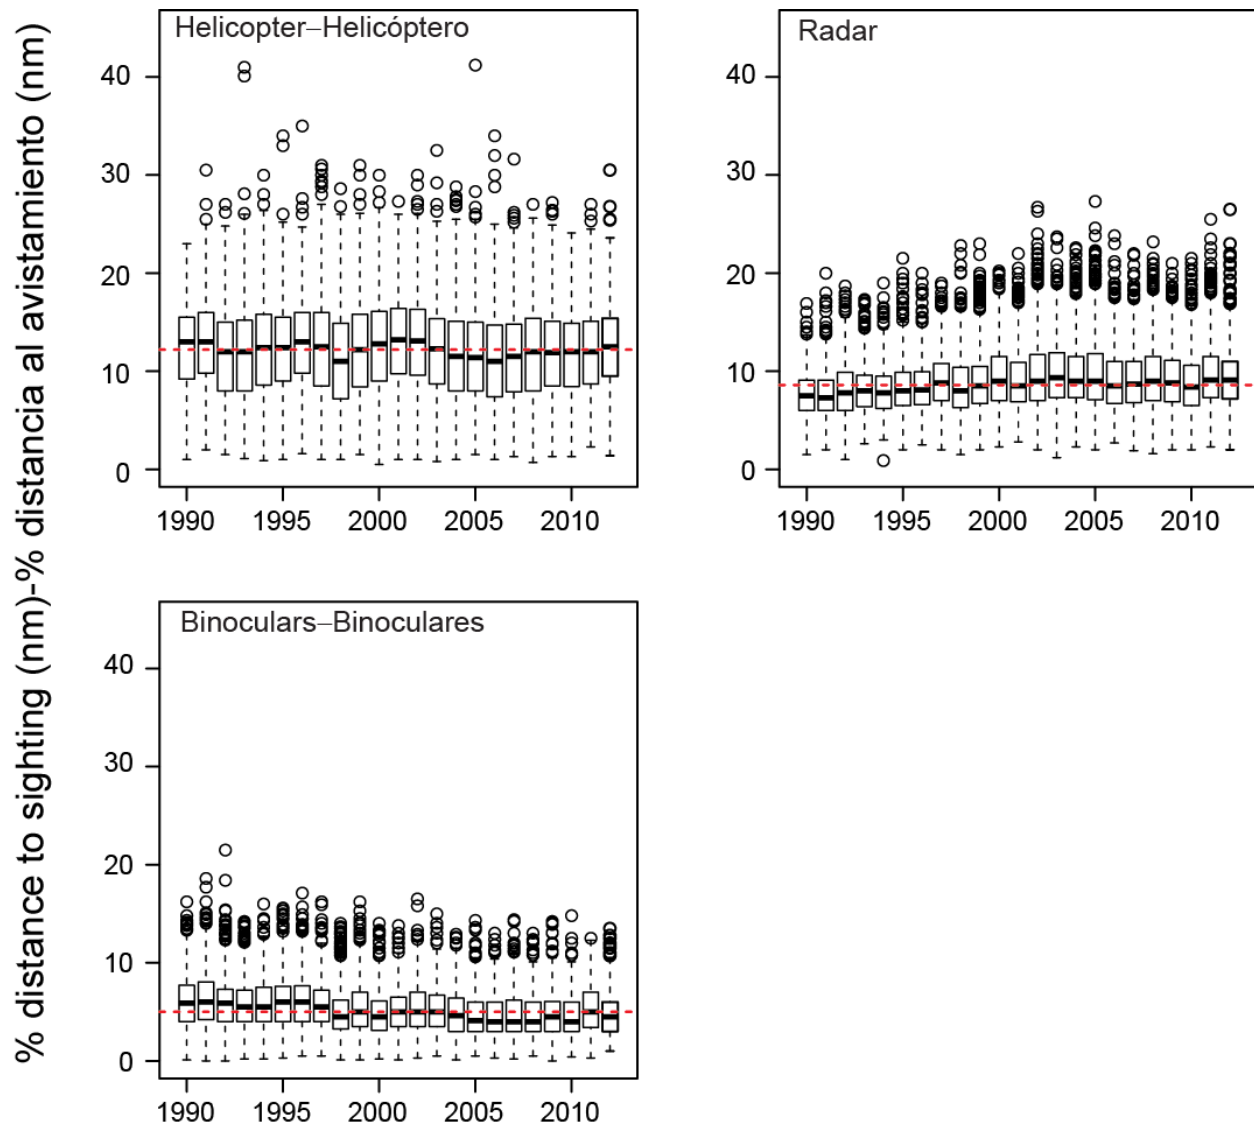 % distance to sighting (nm)-% distancia al avistamiento (nm)
Helicopter–Helicóptero
40
30
20
10
0
1990 1995 2000 2005 2010
Radar
40
30
20
10
0
1990 1995 2000 2005 2010
Binoculars–Binoculares
40
30
20
10
0
1990 1995 2000 2005 2010